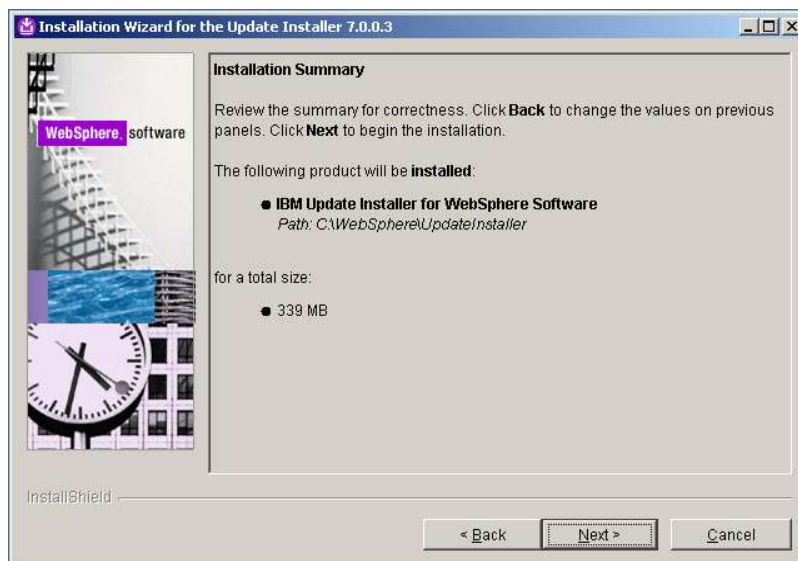 Installation Wizard for the Update Installer 7.0.0.3
WebSphere. software
Installation Summary
Review the summary for correctness. Click Back to change the values on previous
panels. Click Next to begin the installation.
The following product will be installed:
● IBM Update Installer for WebSphere Software
Path: C:\WebSphere\UpdateInstaller
for a total size:
● 339 MB
InstallShield
< Back
Next >
Cancel